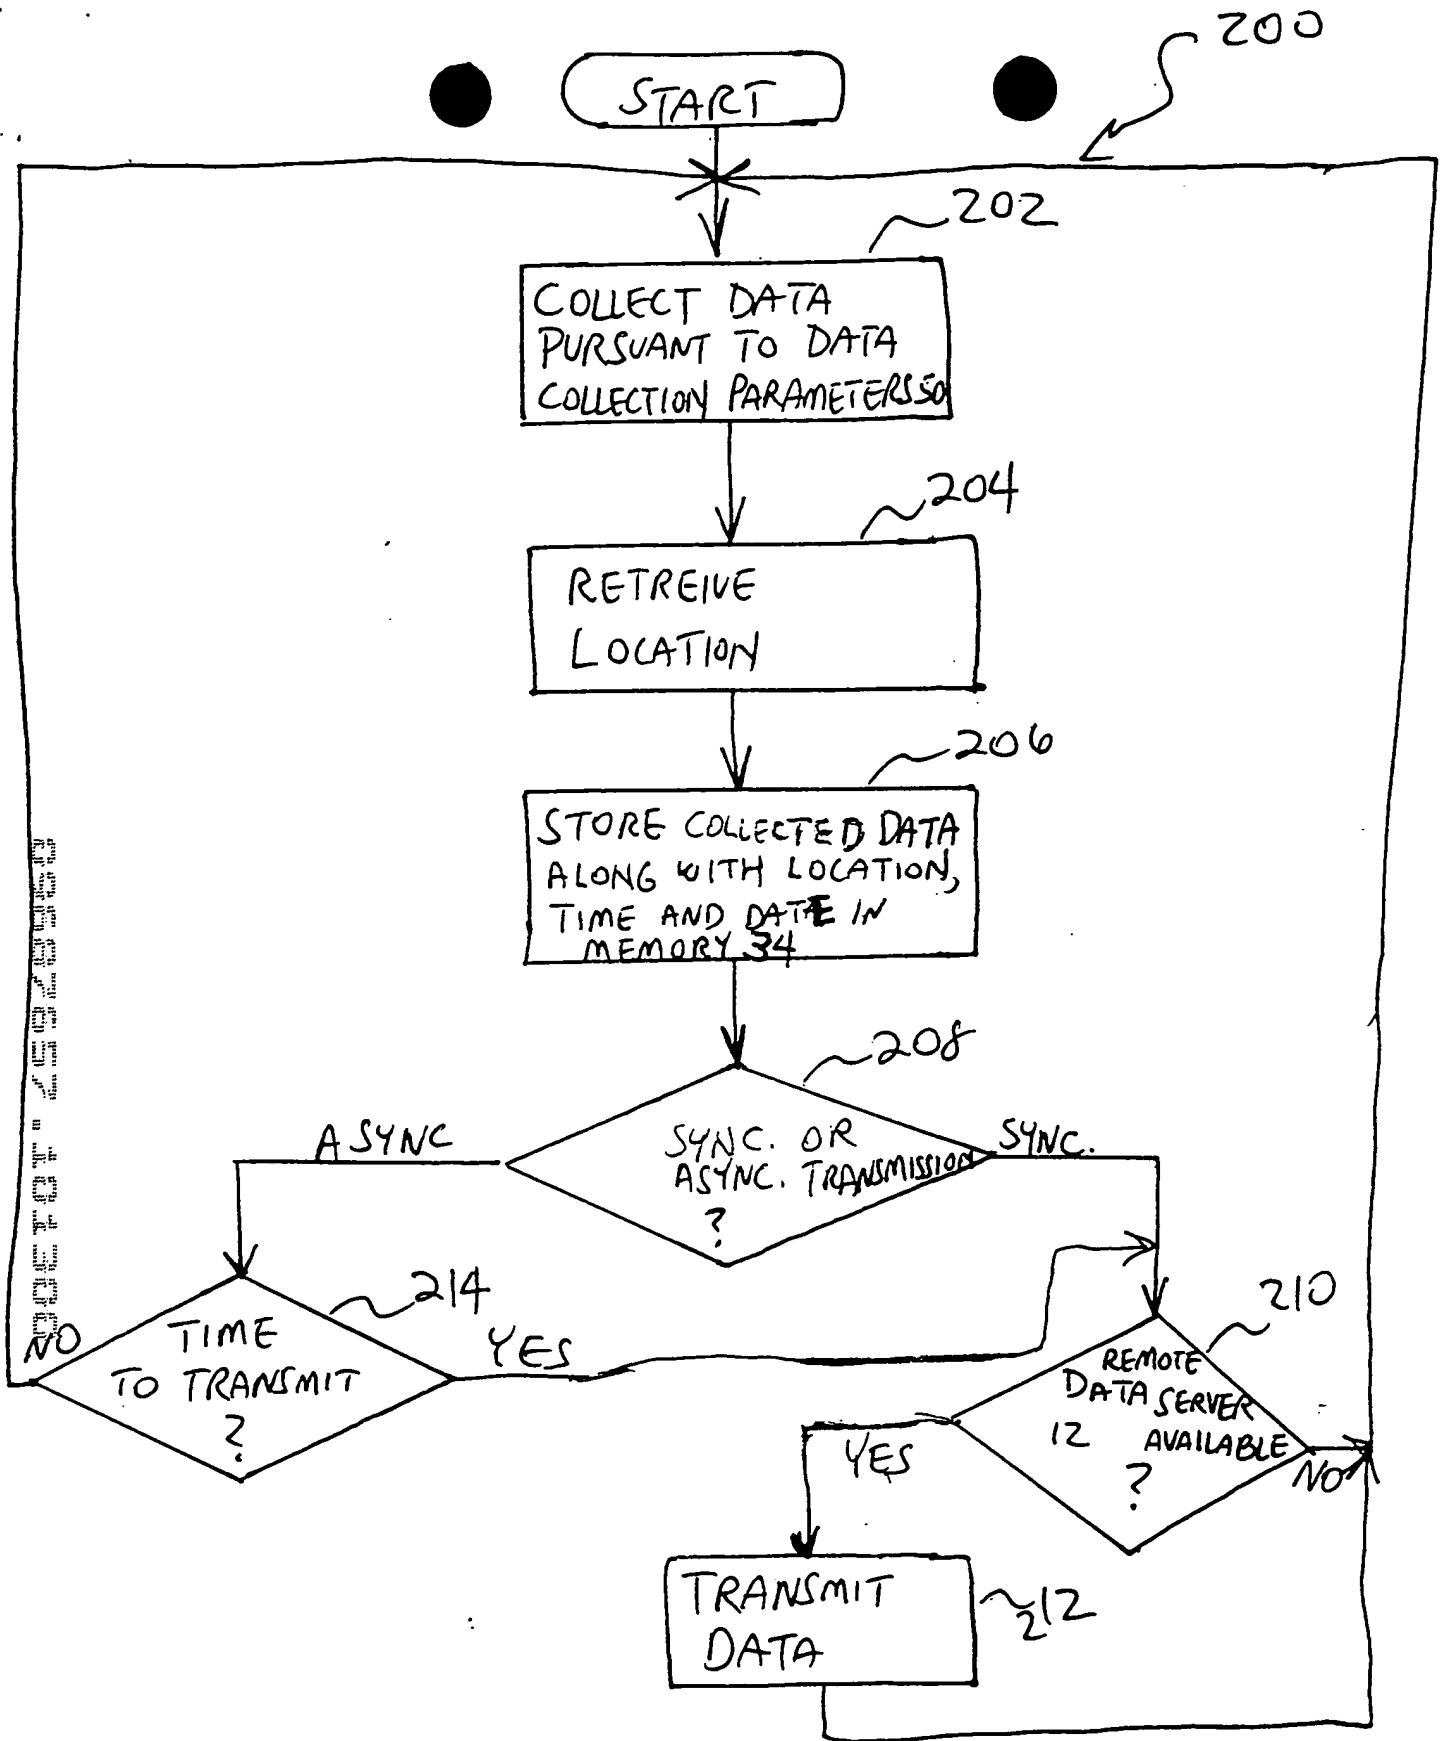 200
START
202
COLLECT DATA
PURSUANT TO DATA
COLLECTION PARAMETERS 50
204
RETREIVE
LOCATION
206
STORE COLLECTED DATA
ALONG WITH LOCATION,
TIME AND DATE IN
MEMORY 34
208
ASYNC
SYNC. OR
ASYNC. TRANSMISSION
?
SYNC.
214
NO
TIME
TO TRANSMIT
?
YES
210
REMOTE
DATA SERVER
12 AVAILABLE
?
YES
NO
TRANSMIT
DATA
212